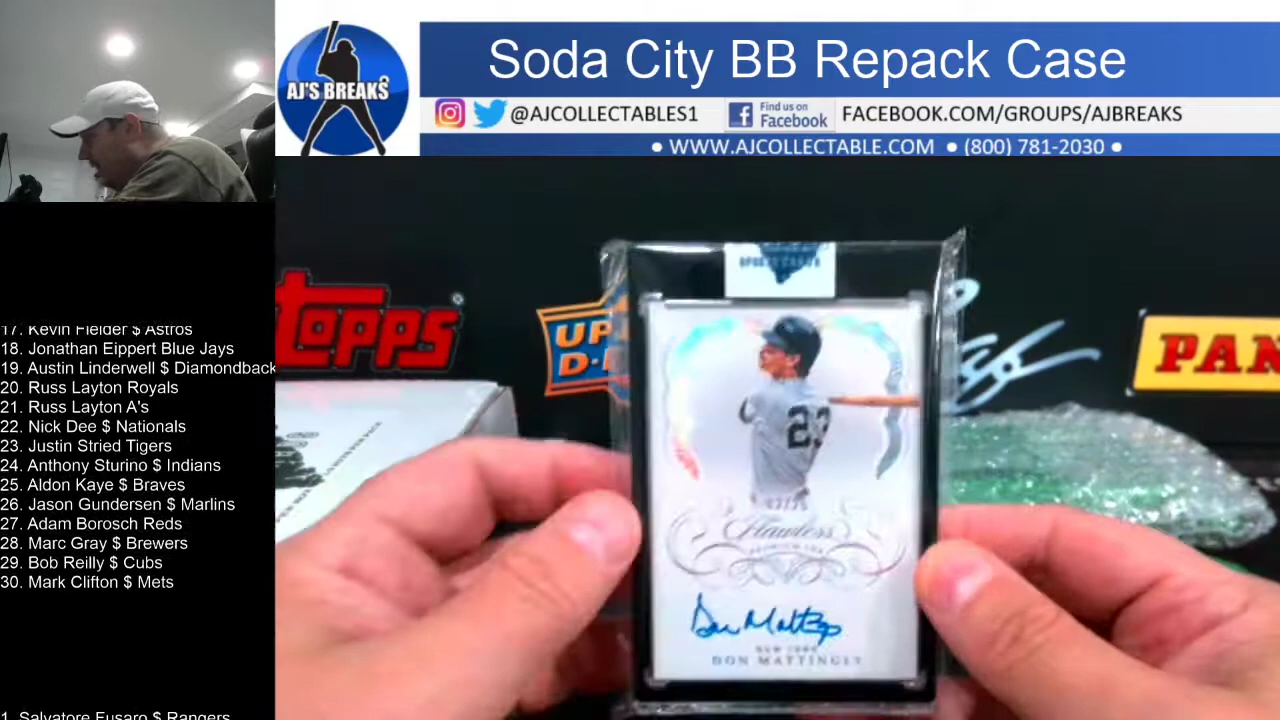 Soda City BB Repack Case
AJ'S BREAKS
@AJCOLLECTABLES1
Find us on
Facebook
FACEBOOK.COM/GROUPS/AJBREAKS
• WWW.AJCOLLECTABLE.COM • (800) 781-2030 •
17. Kevin Fielder $ Astros
18. Jonathan Eippert Blue Jays
19. Austin Linderwell $ Diamondback
20. Russ Layton Royals
21. Russ Layton A's
22. Nick Dee $ Nationals
23. Justin Stried Tigers
24. Anthony Sturino $ Indians
25. Aldon Kaye $ Braves
26. Jason Gundersen $ Marlins
27. Adam Borosch Reds
28. Marc Gray $ Brewers
29. Bob Reilly $ Cubs
30. Mark Clifton $ Mets
1. Salvatore Fusaro $ Rangers
topps
UP
D
PAN
23
Flawless
Don Mattingly
NEW YORK
DON MATTINGLY